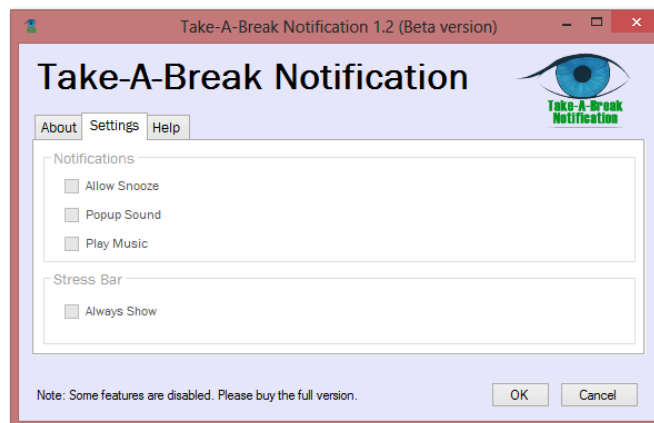 Take-A-Break Notification 1.2 (Beta version)
Take-A-Break Notification
Take-A-Break
Notification
About Settings Help
Notifications
Allow Snooze
Popup Sound
Play Music
Stress Bar
Always Show
Note: Some features are disabled. Please buy the full version.
OK Cancel